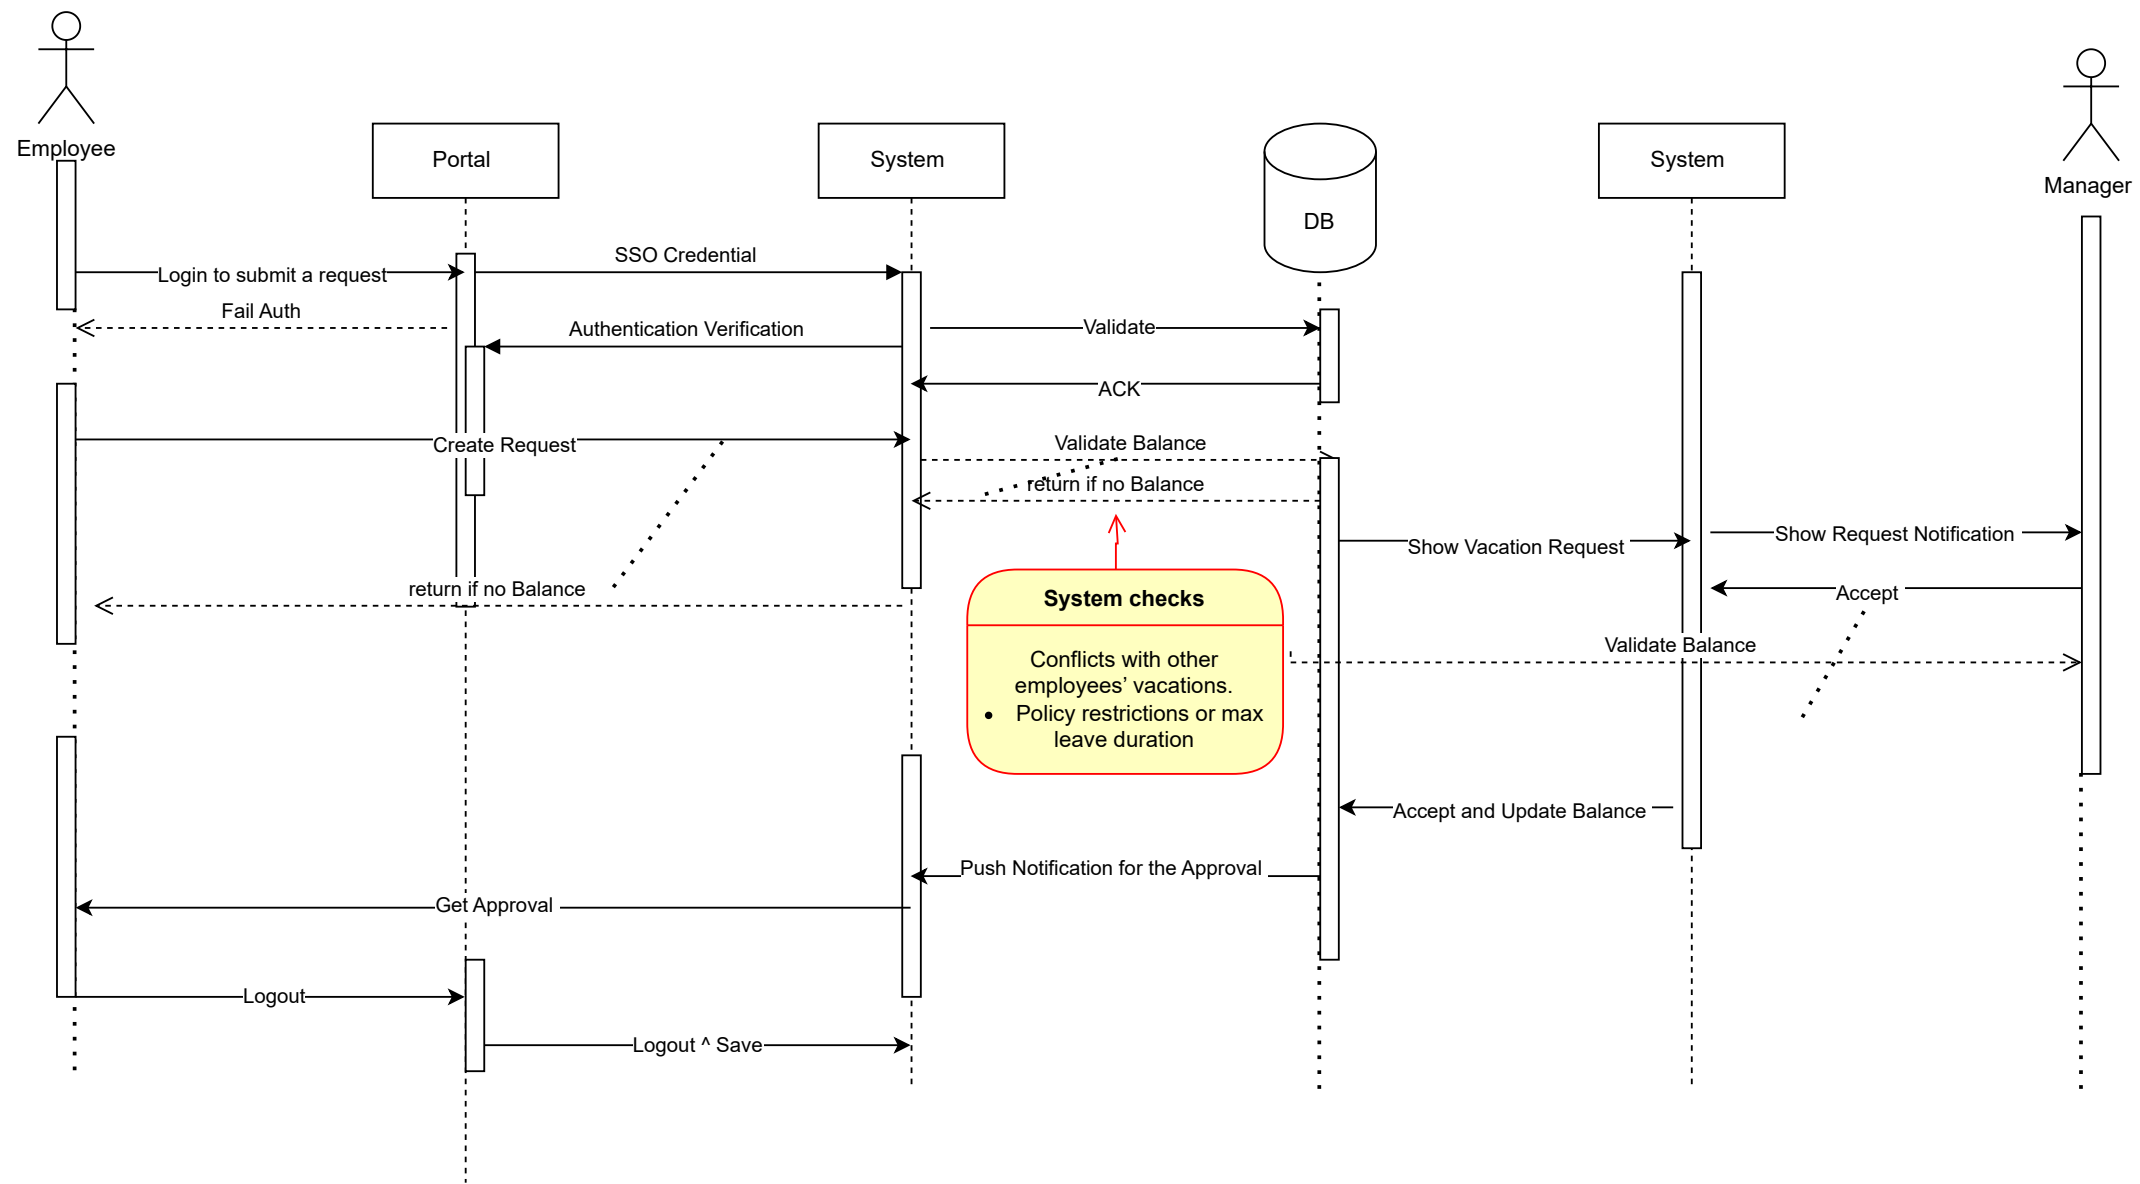 Employee
Portal
System
DB
System
Manager
SSO Credential
Login to submit a request
Fail Auth
Authentication Verification
Validate
ACK
Create Request
Validate Balance
return if no Balance
Show Vacation Request
Show Request Notification
return if no Balance
Accept
System checks
Validate Balance
Conflicts with other
employees’ vacations.
• Policy restrictions or max
leave duration
Accept and Update Balance
Push Notification for the Approval
Get Approval
Logout
Logout ^ Save